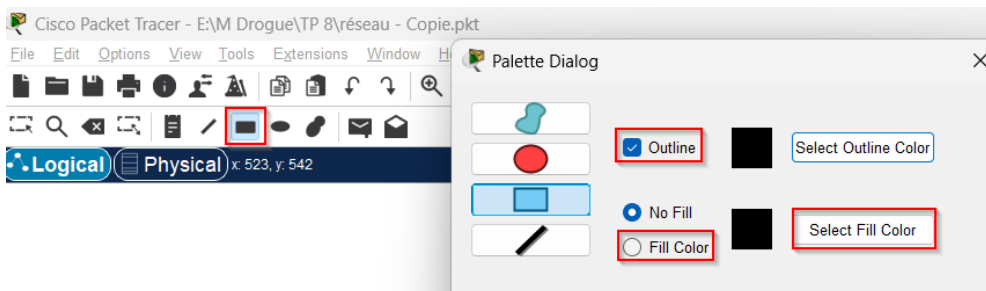 Cisco Packet Tracer - E:\M Drogue\TP 8\réseau - Copie.pkt
File Edit Options View Tools Extensions Window H
Palette Dialog
Outline
Select Outline Color
Logical
Physical
x: 523, y: 542
No Fill
Fill Color
Select Fill Color